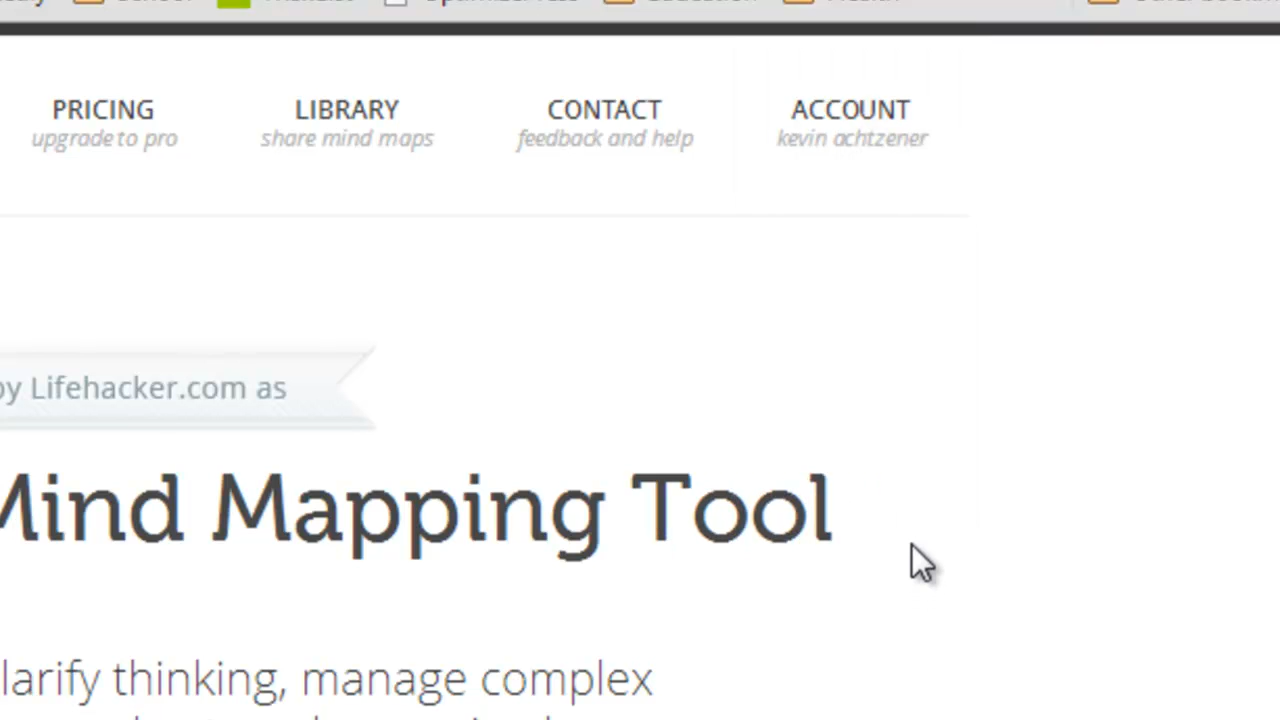 PRICING LIBRARY CONTACT ACCOUNT
upgrade to pro share mind maps feedback and help kevin achtzener
by Lifehacker.com as
Mind Mapping Tool
larify thinking, manage complex